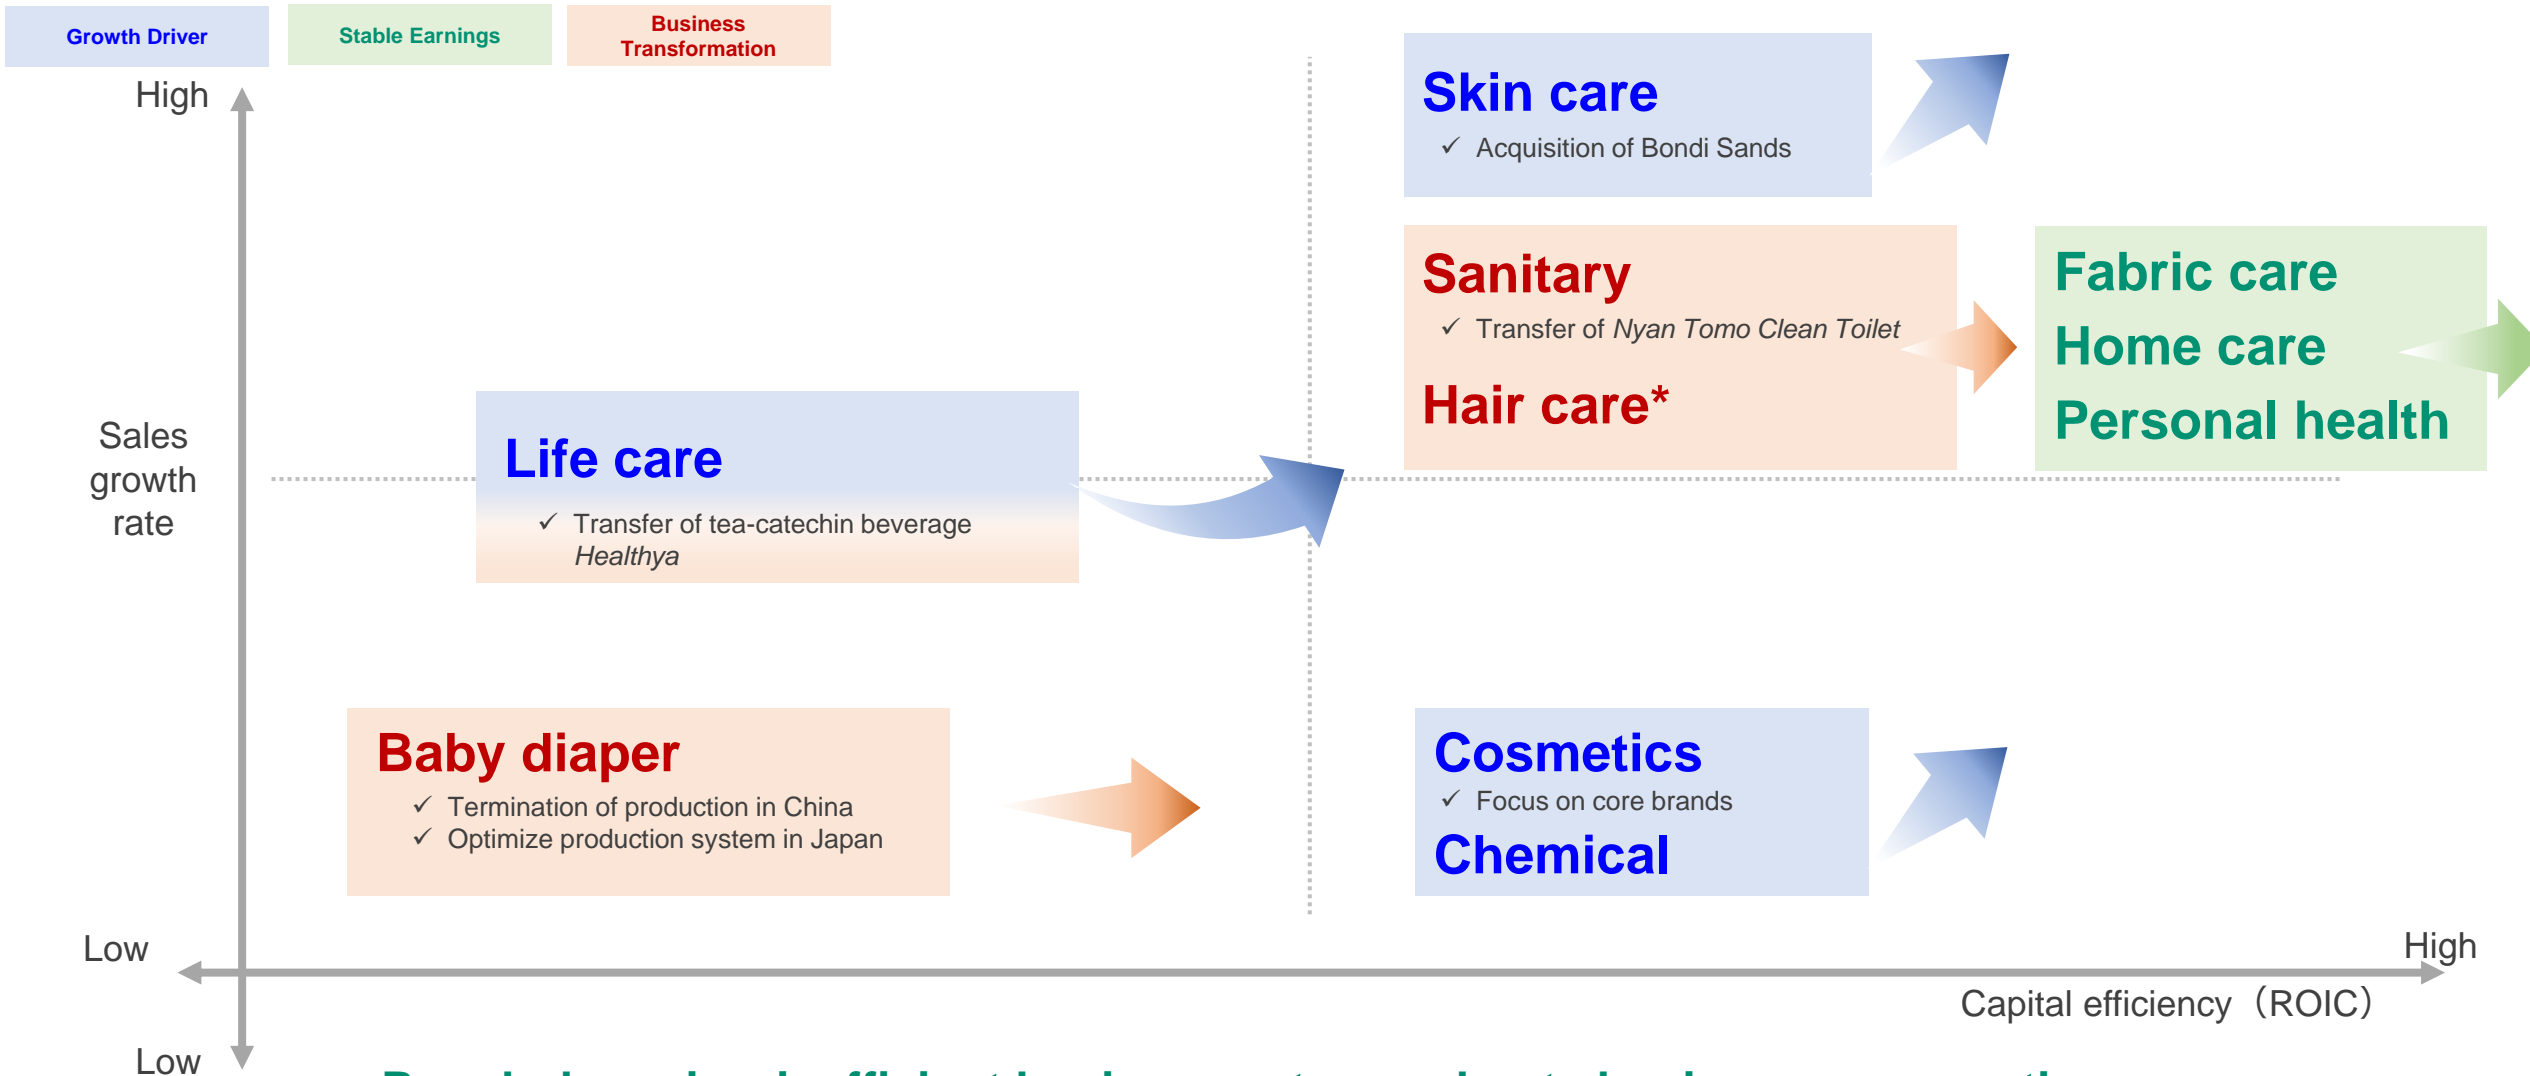 Growth Driver
Stable Earnings
Business
Transformation
High
Skin care
✓ Acquisition of Bondi Sands
Sanitary
✓ Transfer of Nyan Tomo Clean Toilet
Hair care*
Fabric care
Home care
Personal health
Sales
growth
rate
Life care
✓ Transfer of tea-catechin beverage
Healthya
Baby diaper
✓ Termination of production in China
✓ Optimize production system in Japan
Cosmetics
✓ Focus on core brands
Chemical
Low
High
Capital efficiency（ROIC）
Low